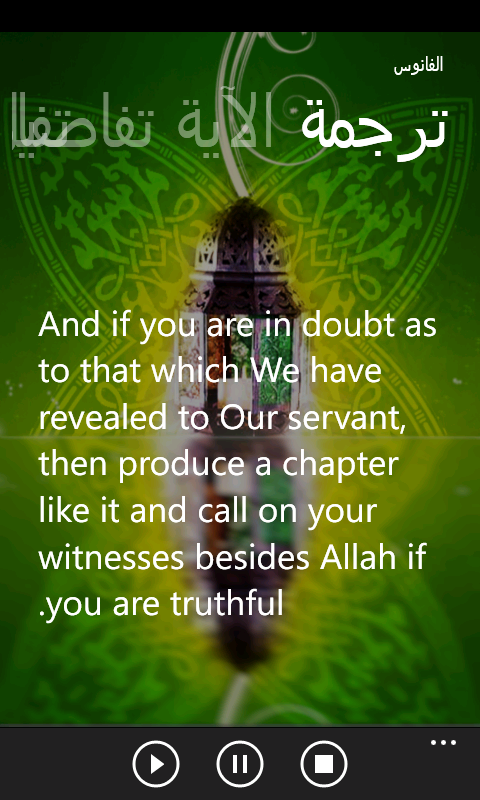 الفانوس
ترجمة الآية
And if you are in doubt as
to that which We have
revealed to Our servant,
then produce a chapter
like it and call on your
witnesses besides Allah if
.you are truthful